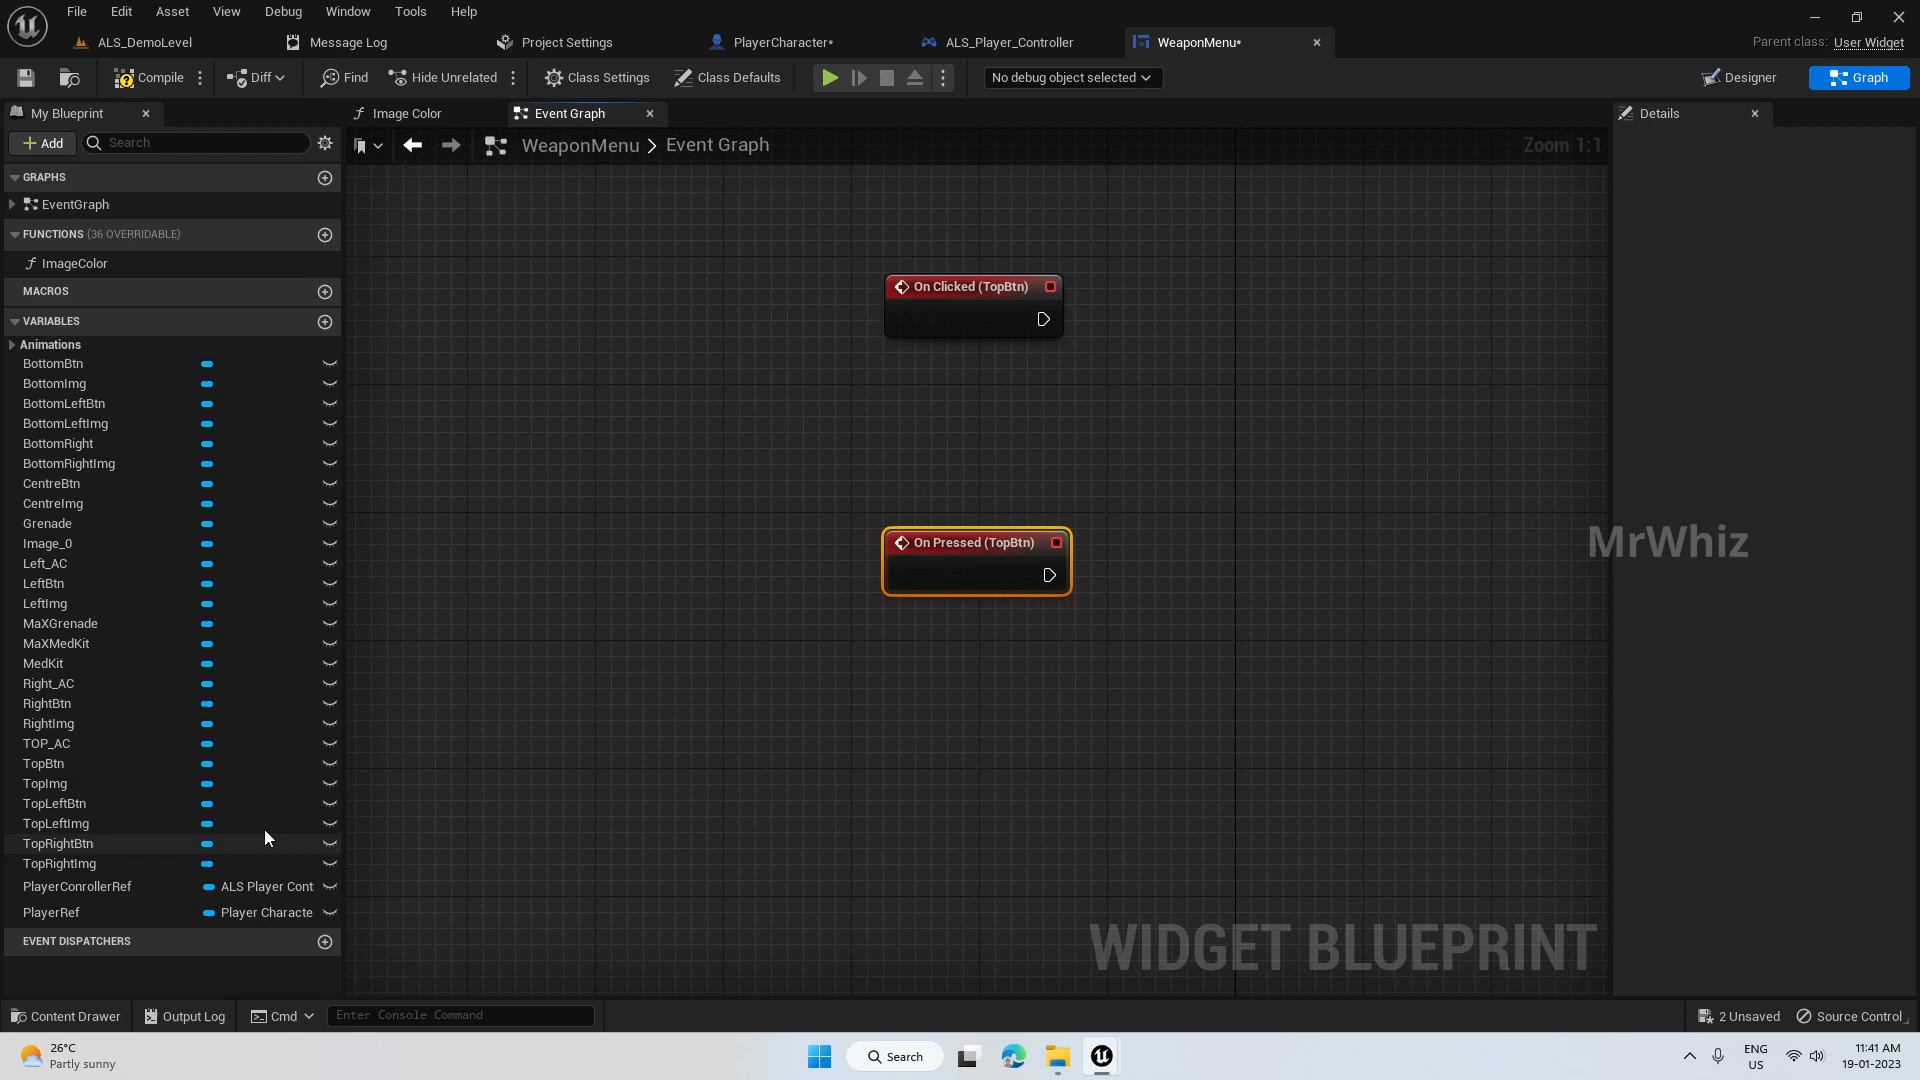 File Edit Asset View Debug Window Tools Help
ALS_DemoLevel Message Log Project Settings PlayerCharacter* ALS_Player_Controller WeaponMenu* Parent class: User Widget
Compile Diff Find Hide Unrelated Class Settings Class Defaults No debug object selected Designer Graph
My Blueprint Image Color Event Graph Details
Add Search WeaponMenu > Event Graph Zoom 1:1
GRAPHS
EventGraph
FUNCTIONS (36 OVERRIDABLE)
ImageColor
MACROS
VARIABLES
Animations
BottomBtn
BottomImg
BottomLeftBtn
BottomLeftImg
BottomRight
BottomRightImg
CentreBtn
CentreImg
Grenade
Image_0
Left_AC
LeftBtn
LeftImg
MaXGrenade
MaXMedKit
MedKit
Right_AC
RightBtn
RightImg
TOP_AC
TopBtn
TopImg
TopLeftBtn
TopLeftImg
TopRightBtn
TopRightImg
PlayerConrollerRef ALS Player Cont
PlayerRef Player Characte
EVENT DISPATCHERS
On Clicked (TopBtn)
On Pressed (TopBtn)
MrWhiz
WIDGET BLUEPRINT
Content Drawer Output Log Cmd Enter Console Command 2 Unsaved Source Control
26°C
Partly sunny
Search
ENG
US
11:41 AM
19-01-2023